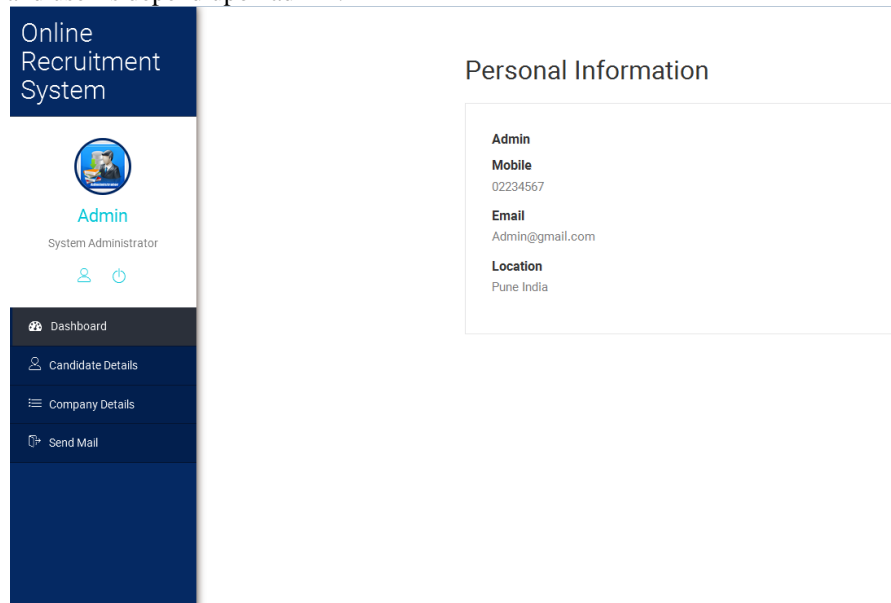 Online
Recruitment
System
Admin
System Administrator
Dashboard
Candidate Details
Company Details
Send Mail
Personal Information
Admin
Mobile
02234567
Email
Admin@gmail.com
Location
Pune India